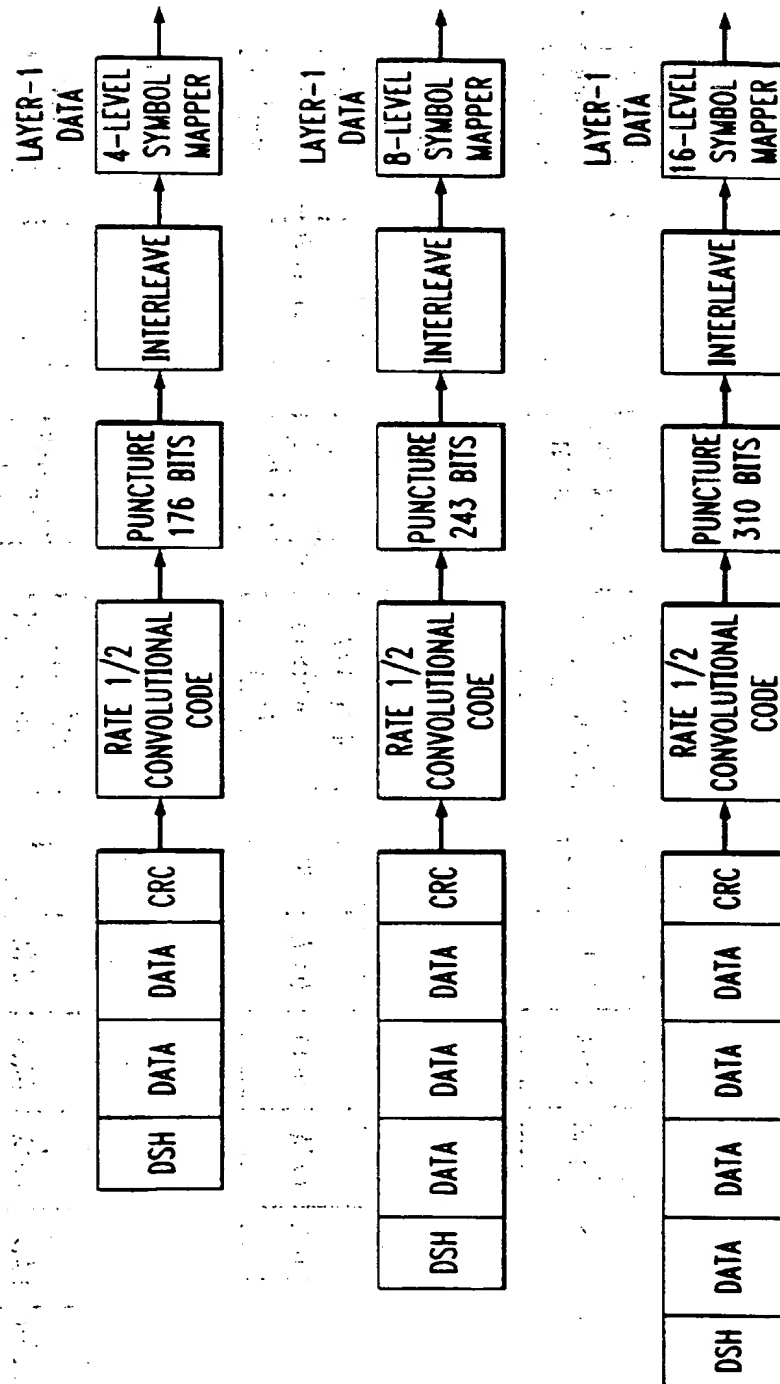 DSH
DATA
DATA
CRC
RATE 1/2
CONVOLUTIONAL
CODE
PUNCTURE
176 BITS
INTERLEAVE
4-LEVEL
SYMBOL
MAPPER
LAYER-1
DATA
DSH
DATA
DATA
DATA
CRC
RATE 1/2
CONVOLUTIONAL
CODE
PUNCTURE
243 BITS
INTERLEAVE
8-LEVEL
SYMBOL
MAPPER
LAYER-1
DATA
DSH
DATA
DATA
DATA
DATA
CRC
RATE 1/2
CONVOLUTIONAL
CODE
PUNCTURE
310 BITS
INTERLEAVE
16-LEVEL
SYMBOL
MAPPER
LAYER-1
DATA